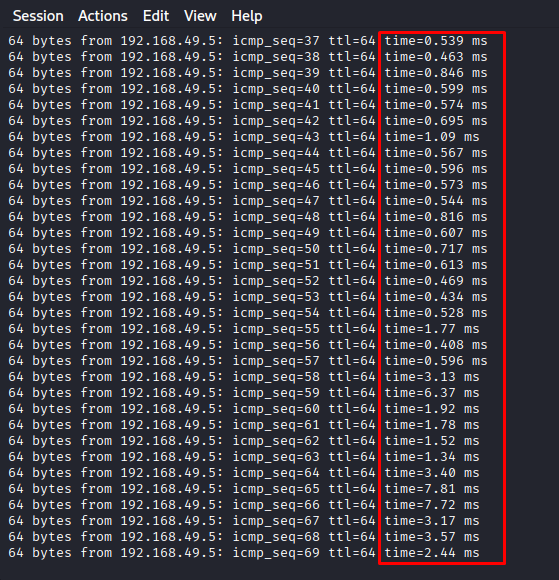 Session Actions Edit View Help
64 bytes from 192.168.49.5: icmp_seq=37 ttl=64 time=0.539 ms
64 bytes from 192.168.49.5: icmp_seq=38 ttl=64 time=0.463 ms
64 bytes from 192.168.49.5: icmp_seq=39 ttl=64 time=0.846 ms
64 bytes from 192.168.49.5: icmp_seq=40 ttl=64 time=0.599 ms
64 bytes from 192.168.49.5: icmp_seq=41 ttl=64 time=0.574 ms
64 bytes from 192.168.49.5: icmp_seq=42 ttl=64 time=0.695 ms
64 bytes from 192.168.49.5: icmp_seq=43 ttl=64 time=1.09 ms
64 bytes from 192.168.49.5: icmp_seq=44 ttl=64 time=0.567 ms
64 bytes from 192.168.49.5: icmp_seq=45 ttl=64 time=0.596 ms
64 bytes from 192.168.49.5: icmp_seq=46 ttl=64 time=0.573 ms
64 bytes from 192.168.49.5: icmp_seq=47 ttl=64 time=0.544 ms
64 bytes from 192.168.49.5: icmp_seq=48 ttl=64 time=0.816 ms
64 bytes from 192.168.49.5: icmp_seq=49 ttl=64 time=0.607 ms
64 bytes from 192.168.49.5: icmp_seq=50 ttl=64 time=0.717 ms
64 bytes from 192.168.49.5: icmp_seq=51 ttl=64 time=0.613 ms
64 bytes from 192.168.49.5: icmp_seq=52 ttl=64 time=0.469 ms
64 bytes from 192.168.49.5: icmp_seq=53 ttl=64 time=0.434 ms
64 bytes from 192.168.49.5: icmp_seq=54 ttl=64 time=0.528 ms
64 bytes from 192.168.49.5: icmp_seq=55 ttl=64 time=1.77 ms
64 bytes from 192.168.49.5: icmp_seq=56 ttl=64 time=0.408 ms
64 bytes from 192.168.49.5: icmp_seq=57 ttl=64 time=0.596 ms
64 bytes from 192.168.49.5: icmp_seq=58 ttl=64 time=3.13 ms
64 bytes from 192.168.49.5: icmp_seq=59 ttl=64 time=6.37 ms
64 bytes from 192.168.49.5: icmp_seq=60 ttl=64 time=1.92 ms
64 bytes from 192.168.49.5: icmp_seq=61 ttl=64 time=1.78 ms
64 bytes from 192.168.49.5: icmp_seq=62 ttl=64 time=1.52 ms
64 bytes from 192.168.49.5: icmp_seq=63 ttl=64 time=1.34 ms
64 bytes from 192.168.49.5: icmp_seq=64 ttl=64 time=3.40 ms
64 bytes from 192.168.49.5: icmp_seq=65 ttl=64 time=7.81 ms
64 bytes from 192.168.49.5: icmp_seq=66 ttl=64 time=7.72 ms
64 bytes from 192.168.49.5: icmp_seq=67 ttl=64 time=3.17 ms
64 bytes from 192.168.49.5: icmp_seq=68 ttl=64 time=3.57 ms
64 bytes from 192.168.49.5: icmp_seq=69 ttl=64 time=2.44 ms